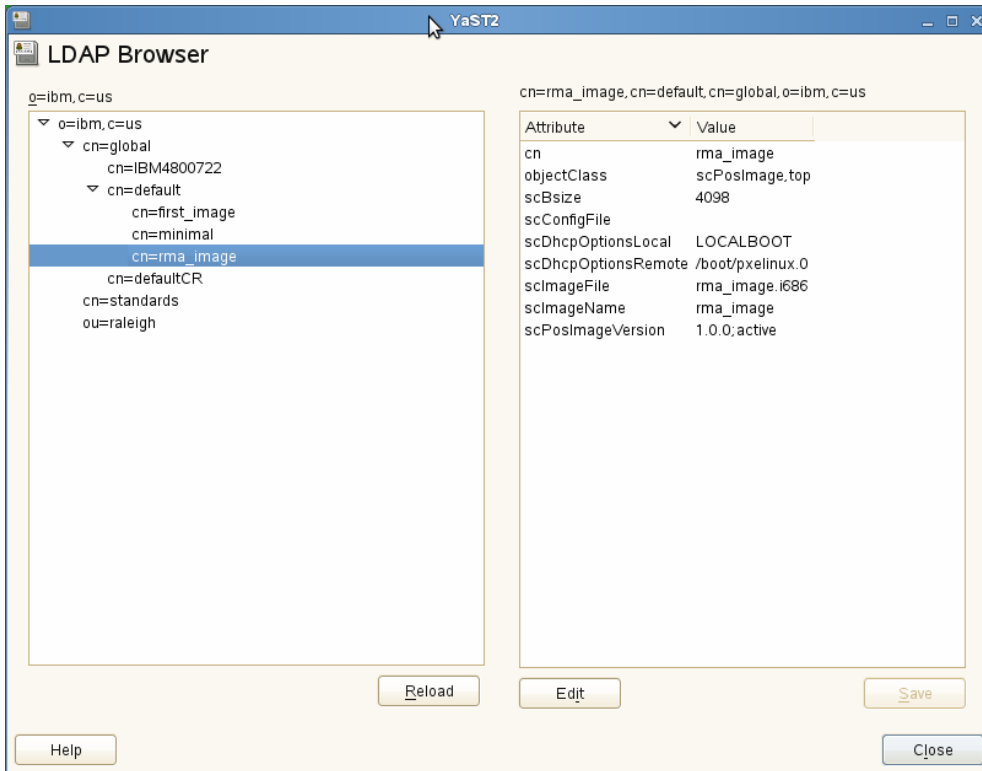 YaST2
LDAP Browser
o=ibm,c=us
o=ibm,c=us
cn=global
cn=IBM4800722
cn=default
cn=first_image
cn=minimal
cn=rma_image
cn=defaultCR
cn=standards
ou=raleigh
Reload
cn=rma_image,cn=default,cn=global,o=ibm,c=us
Attribute Value
cn rma_image
objectClass scPosImage,top
scBsize 4098
scConfigFile
scDhcpOptionsLocal LOCALBOOT
scDhcpOptionsRemote /boot/pxelinux.0
scImageFile rma_image.i686
scImageName rma_image
scPosImageVersion 1.0.0;active
Edit Save
Help Close